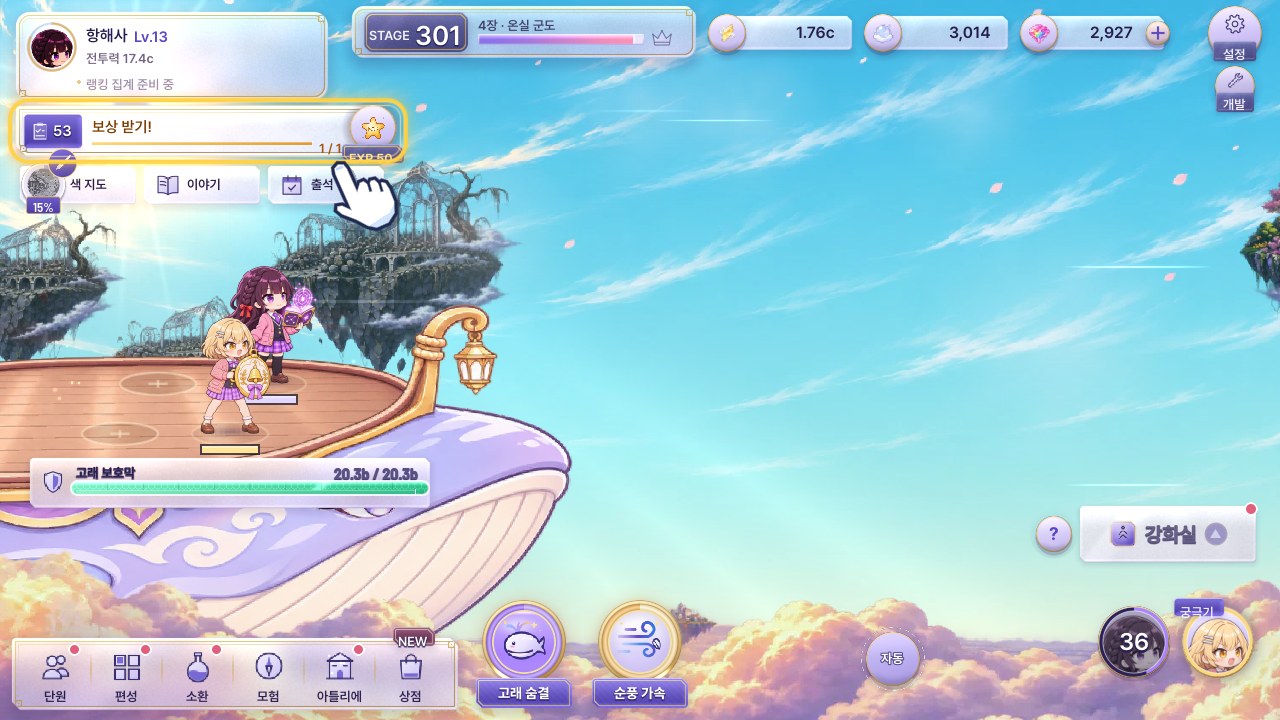 항해사 Lv.13
전투력 17.4c
랭킹 집계 준비 중
STAGE 301
4장 · 온실 군도
1.76c
3,014
2,927
설정
개발
53
보상 받기!
1 / 1
EXP 50
색 지도
15%
이야기
출석
고래 보호막
20.3b / 20.3b
?
강화실
NEW
단원
편성
소환
모험
아틀리에
상점
고래 숨결
순풍 가속
자동
36
궁극기